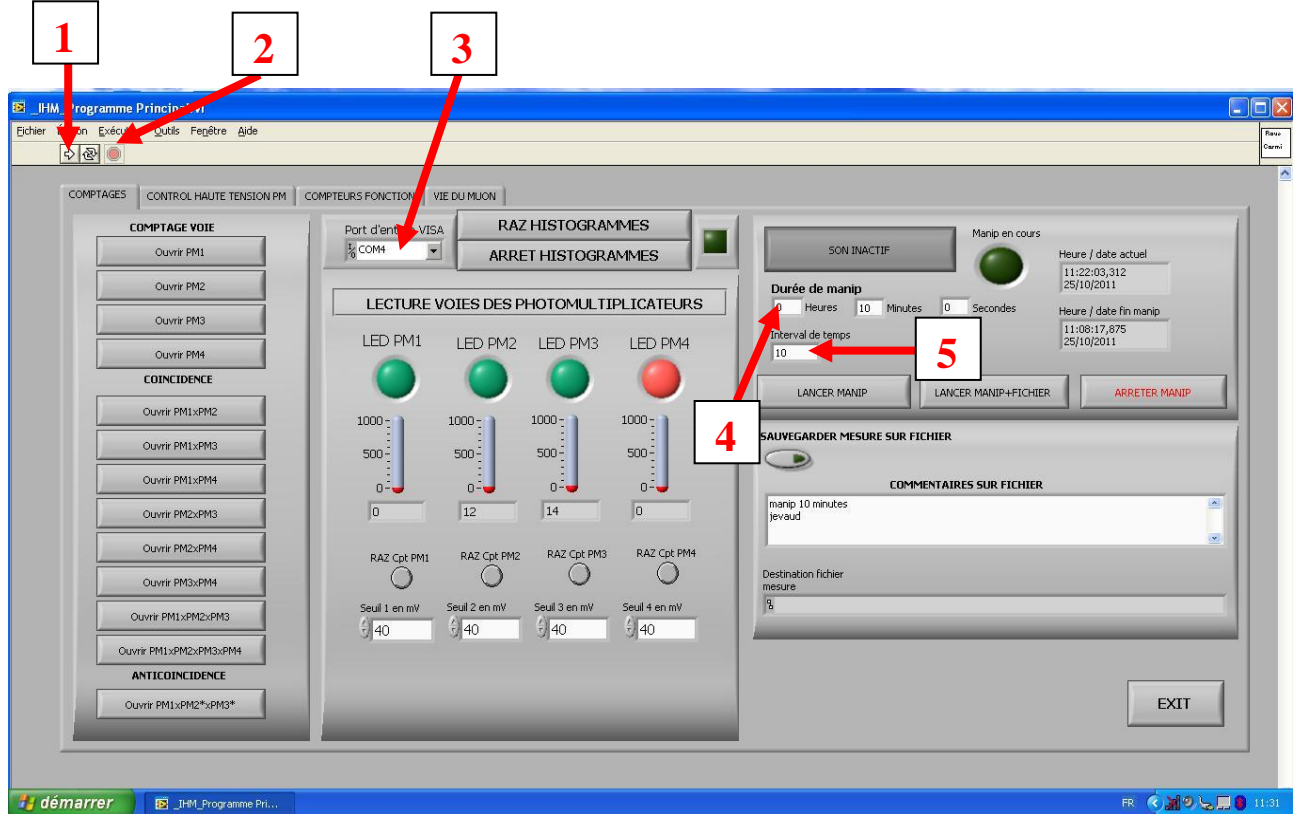 1
2
3
_IHM_Programme Principal.vi
Fichier Édition Exécution Outils Fenêtre Aide
COMPTAGES
CONTROL HAUTE TENSION PM
COMPTEURS FONCTION
VIE DU MUON
COMPTAGE VOIE
Ouvrir PM1
Ouvrir PM2
Ouvrir PM3
Ouvrir PM4
COINCIDENCE
Ouvrir PM1xPM2
Ouvrir PM1xPM3
Ouvrir PM1xPM4
Ouvrir PM2xPM3
Ouvrir PM2xPM4
Ouvrir PM3xPM4
Ouvrir PM1xPM2xPM3
Ouvrir PM1xPM2xPM3xPM4
ANTICOINCIDENCE
Ouvrir PM1xPM2*xPM3*
Port d'entrée VISA
COM4
RAZ HISTOGRAMMES
ARRET HISTOGRAMMES
LECTURE VOIES DES PHOTOMULTIPLICATEURS
LED PM1 LED PM2 LED PM3 LED PM4
1000 1000 1000 1000
500 500 500 500
0 0 0 0
0 12 14 0
RAZ Cpt PM1 RAZ Cpt PM2 RAZ Cpt PM3 RAZ Cpt PM4
Seuil 1 en mV Seuil 2 en mV Seuil 3 en mV Seuil 4 en mV
40 40 40 40
SON INACTIF
Manip en cours
Heure / date actuel
11:22:03,312
25/10/2011
Durée de manip
0 Heures 10 Minutes 0 Secondes
Heure / date fin manip
11:08:17,875
25/10/2011
Interval de temps
10
5
4
LANCER MANIP
LANCER MANIP+FICHIER
ARRETER MANIP
SAUVEGARDER MESURE SUR FICHIER
COMMENTAIRES SUR FICHIER
manip 10 minutes
jevaud
Destination fichier
mesure
EXIT
démarrer
_IHM_Programme Pri...
FR
11:31